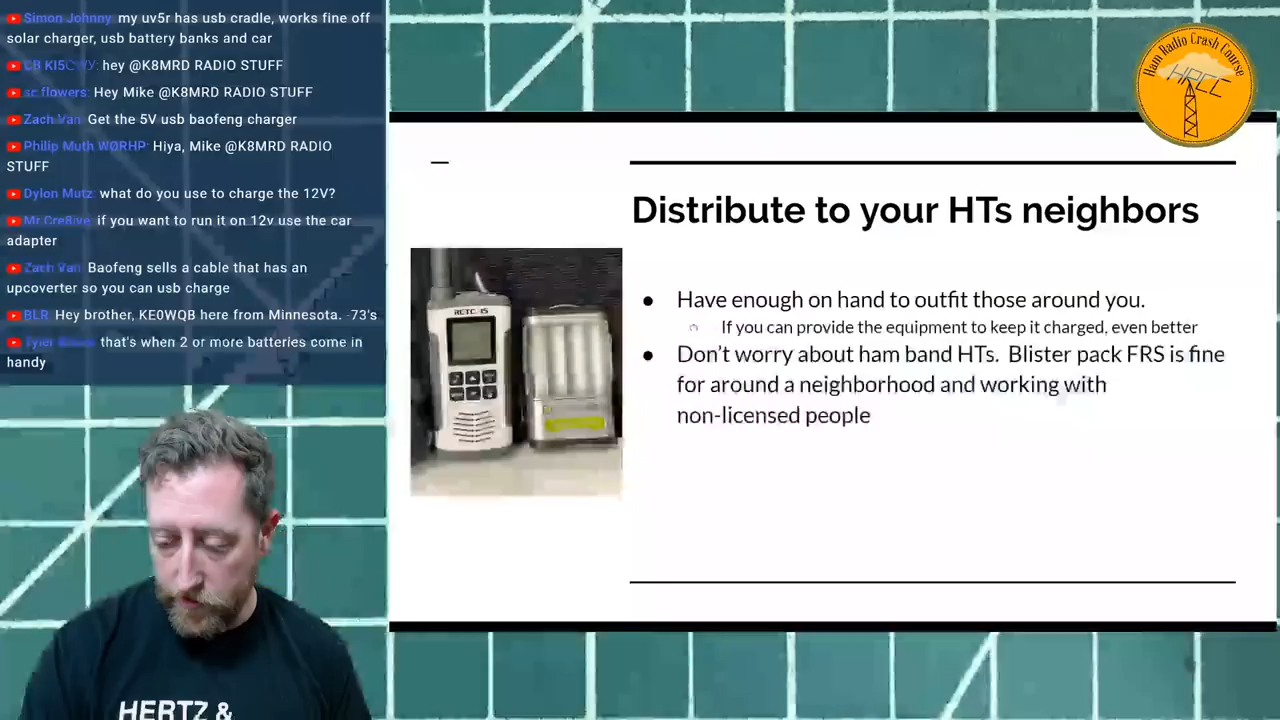 Simon Johnny: my uv5r has usb cradle, works fine off
solar charger, usb battery banks and car
hey @K8MRD RADIO STUFF
sc.flowers: Hey Mike @K8MRD RADIO STUFF
Zach Van: Get the 5V usb baofeng charger
Philip Muth WØRHP: Hiya, Mike @K8MRD RADIO
STUFF
Dylon Mutz: what do you use to charge the 12V?
Mr Cre8ive: if you want to run it on 12v use the car
adapter
Zach Van: Baofeng sells a cable that has an
upcoverter so you can usb charge
BLR: Hey brother, KE0WQB here from Minnesota. -73's
Tyler that's when 2 or more batteries come in
handy
Ham Radio Crash Course
HRCC
Distribute to your HTs neighbors
RETEVIS
● Have enough on hand to outfit those around you.
○ If you can provide the equipment to keep it charged, even better
● Don't worry about ham band HTs. Blister pack FRS is fine
for around a neighborhood and working with
non-licensed people
HERTZ &